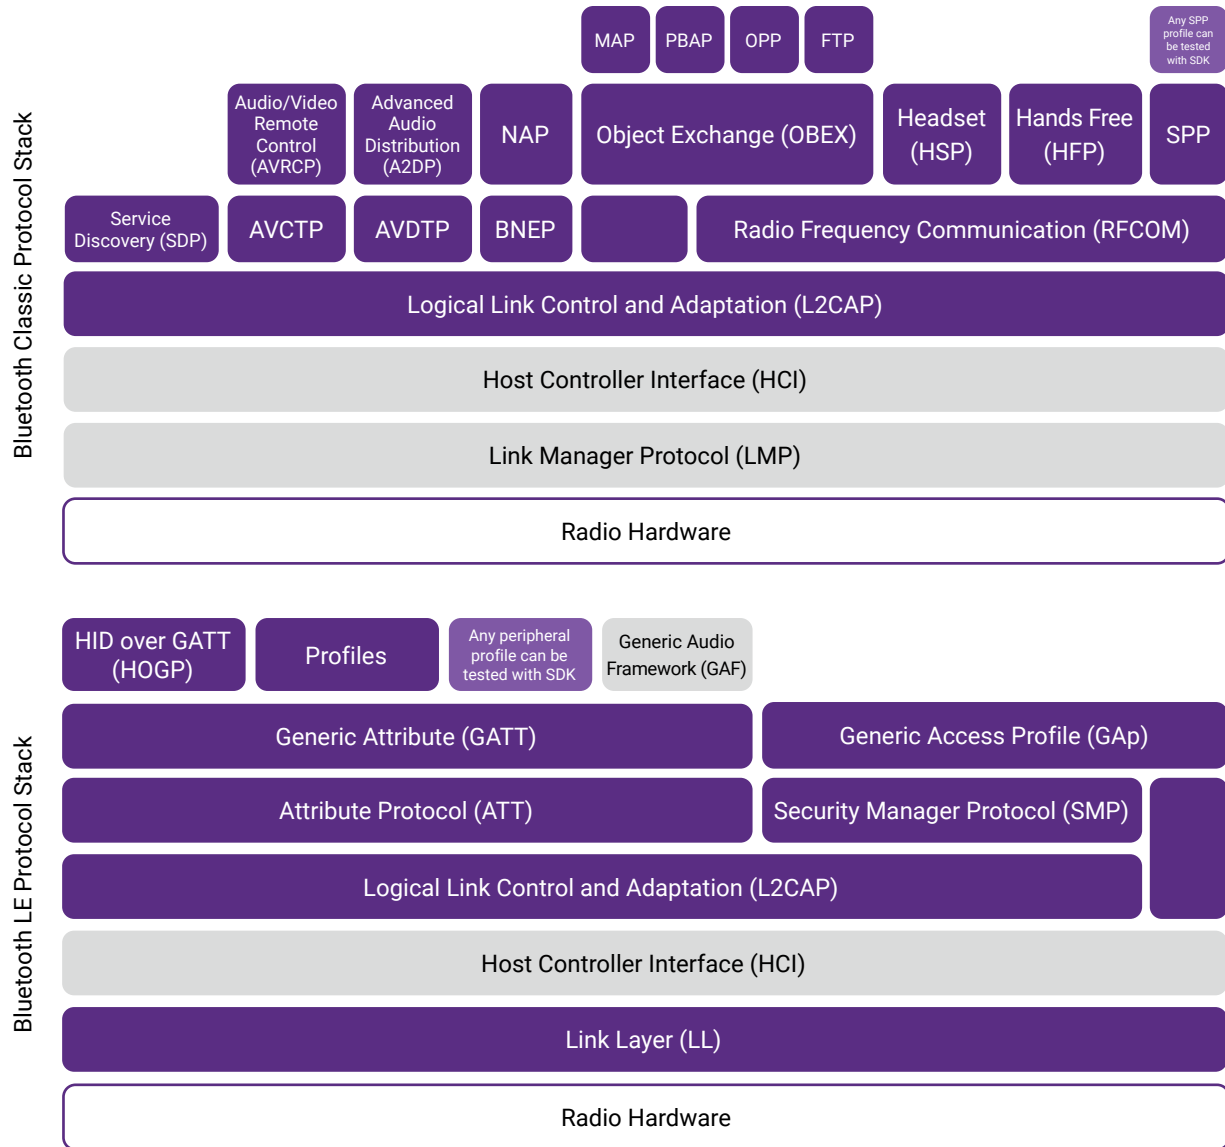 Bluetooth Classic Protocol Stack
MAP
PBAP
OPP
FTP
Any SPP
profile can
be tested
with SDK
Audio/Video
Remote
Control
(AVRCP)
Advanced
Audio
Distribution
(A2DP)
NAP
Object Exchange (OBEX)
Headset
(HSP)
Hands Free
(HFP)
SPP
Service
Discovery (SDP)
AVCTP
AVDTP
BNEP
Radio Frequency Communication (RFCOM)
Logical Link Control and Adaptation (L2CAP)
Host Controller Interface (HCI)
Link Manager Protocol (LMP)
Radio Hardware
Bluetooth LE Protocol Stack
HID over GATT
(HOGP)
Profiles
Any peripheral
profile can be
tested with SDK
Generic Audio
Framework (GAF)
Generic Attribute (GATT)
Generic Access Profile (GAp)
Attribute Protocol (ATT)
Security Manager Protocol (SMP)
Logical Link Control and Adaptation (L2CAP)
Host Controller Interface (HCI)
Link Layer (LL)
Radio Hardware